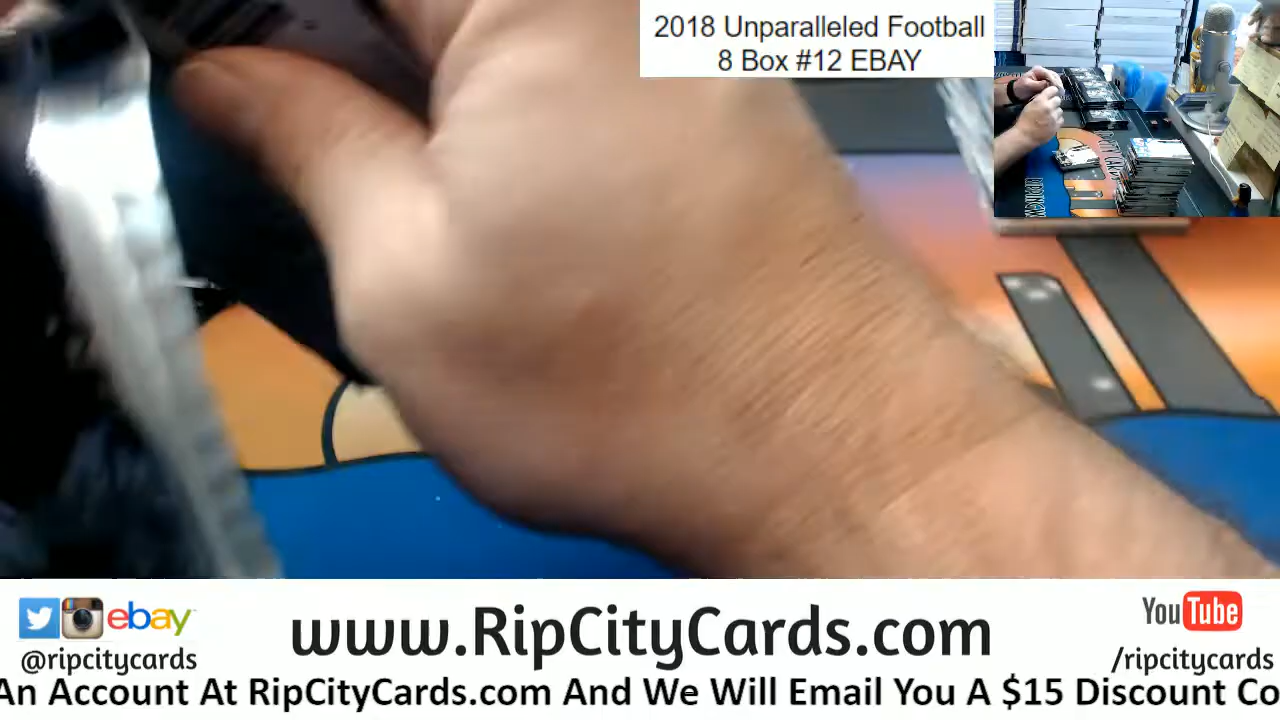 2018 Unparalleled Football
8 Box #12 EBAY
ebay
@ripcitycards
www.RipCityCards.com
YouTube
/ripcitycards
An Account At RipCityCards.com And We Will Email You A $15 Discount Co